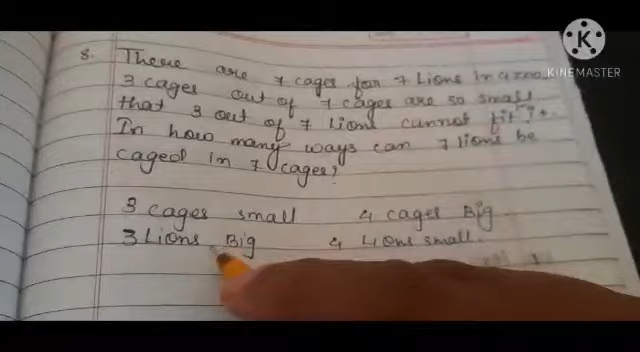 8. There are 7 cages for 7 Lions in a zoo.
3 cages out of 7 cages are so small
that 3 out of 7 Lions cannot fit in.
In how many ways can 7 lions be
caged in 7 cages?
3 cages small 4 cages Big
3 Lions Big 4 Lions small.
K
KINEMASTER